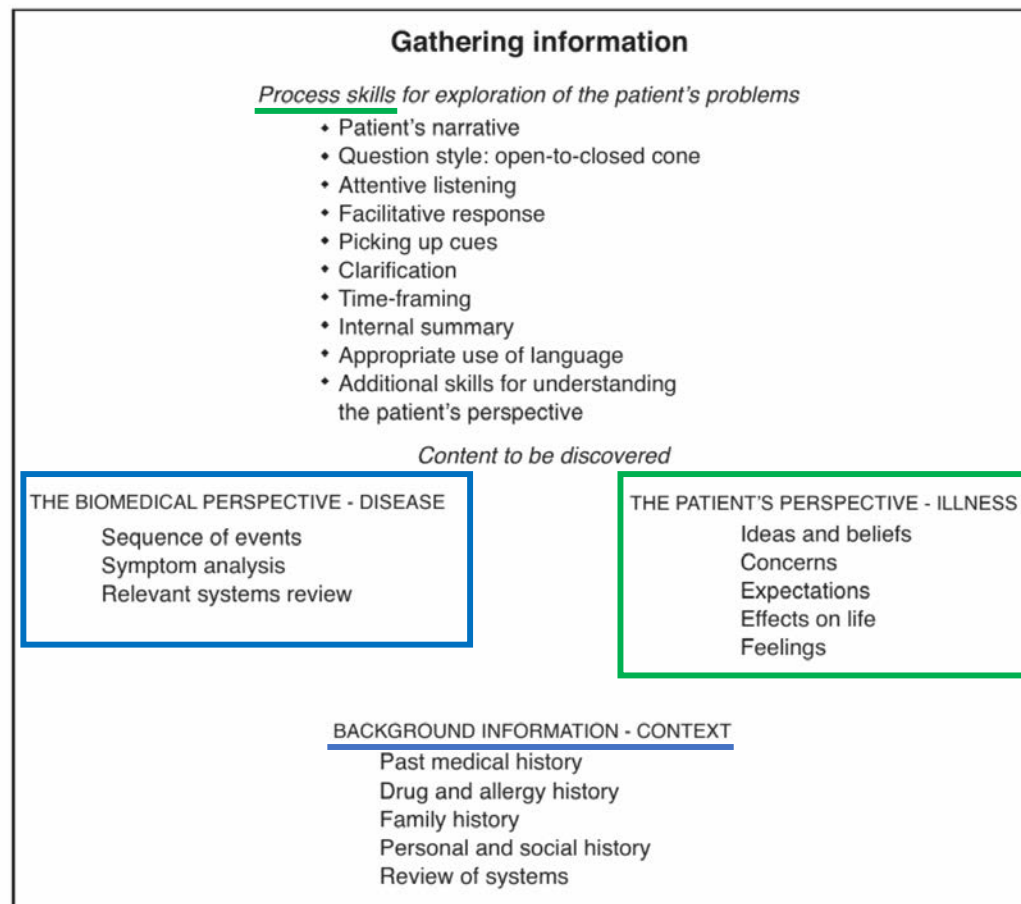 Gathering information
Process skills for exploration of the patient's problems
• Patient's narrative
• Question style: open-to-closed cone
• Attentive listening
• Facilitative response
• Picking up cues
• Clarification
• Time-framing
• Internal summary
• Appropriate use of language
• Additional skills for understanding
the patient's perspective
Content to be discovered
THE BIOMEDICAL PERSPECTIVE - DISEASE
Sequence of events
Symptom analysis
Relevant systems review
THE PATIENT'S PERSPECTIVE - ILLNESS
Ideas and beliefs
Concerns
Expectations
Effects on life
Feelings
BACKGROUND INFORMATION - CONTEXT
Past medical history
Drug and allergy history
Family history
Personal and social history
Review of systems